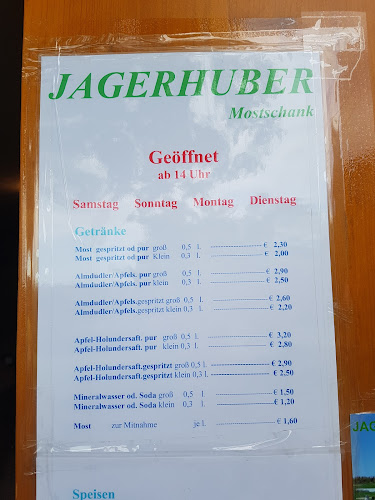 JAGERHUBER
Mostschank
Geöffnet
ab 14 Uhr
Samstag Sonntag Montag Dienstag
Getränke
Most gespritzt od pur groß 0,5 l. ---------------------- € 2,30
Most gespritzt od pur Klein 0,3 l. ---------------------- € 2,00
Almdudler/Apfels. pur groß 0,5 l. ---------------------- € 2,90
Almdudler/Apfels. pur klein 0,3 l. ---------------------- € 2,50
Almdudler/Apfels.gespritzt groß 0,5 l. ---------------------- € 2,60
Almdudler/Apfels.gespritzt klein 0,3 l. ---------------------- € 2,20
Apfel-Holundersaft. pur groß 0,5 l. ---------------------- € 3,20
Apfel-Holundersaft. pur klein 0,3 l. ---------------------- € 2,80
Apfel-Holundersaft.gespritzt groß 0,5 l. ---------------------- € 2,90
Apfel-Holundersaft.gespritzt klein 0,3 l. ---------------------- € 2,50
Mineralwasser od. Soda groß 0,5 l. ---------------------- € 1,50
Mineralwasser od. Soda klein 0,3 l. ---------------------- € 1,20
Most zur Mitnahme je l. ---------------------- € 1,60
Speisen
JAG